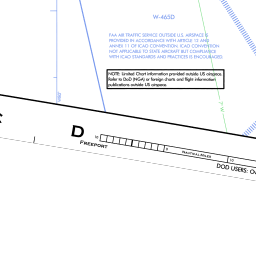 W-465D
FAA AIR TRAFFIC SERVICE OUTSIDE U.S. AIRSPACE IS
PROVIDED IN ACCORDANCE WITH ARTICLE 12 AND
ANNEX 11 OF ICAO CONVENTION. ICAO CONVENTION
NOT APPLICABLE TO STATE AIRCRAFT BUT COMPLIANCE
WITH ICAO STANDARDS AND PRACTICES IS ENCOURAGED.
NOTE: Limited Chart information provided outside US airspace.
Refer to DoD (NGA) or foreign charts and flight information
publications outside US airspace.
D
FREEPORT
10
NAUTICAL MILES
10
DOD USERS: